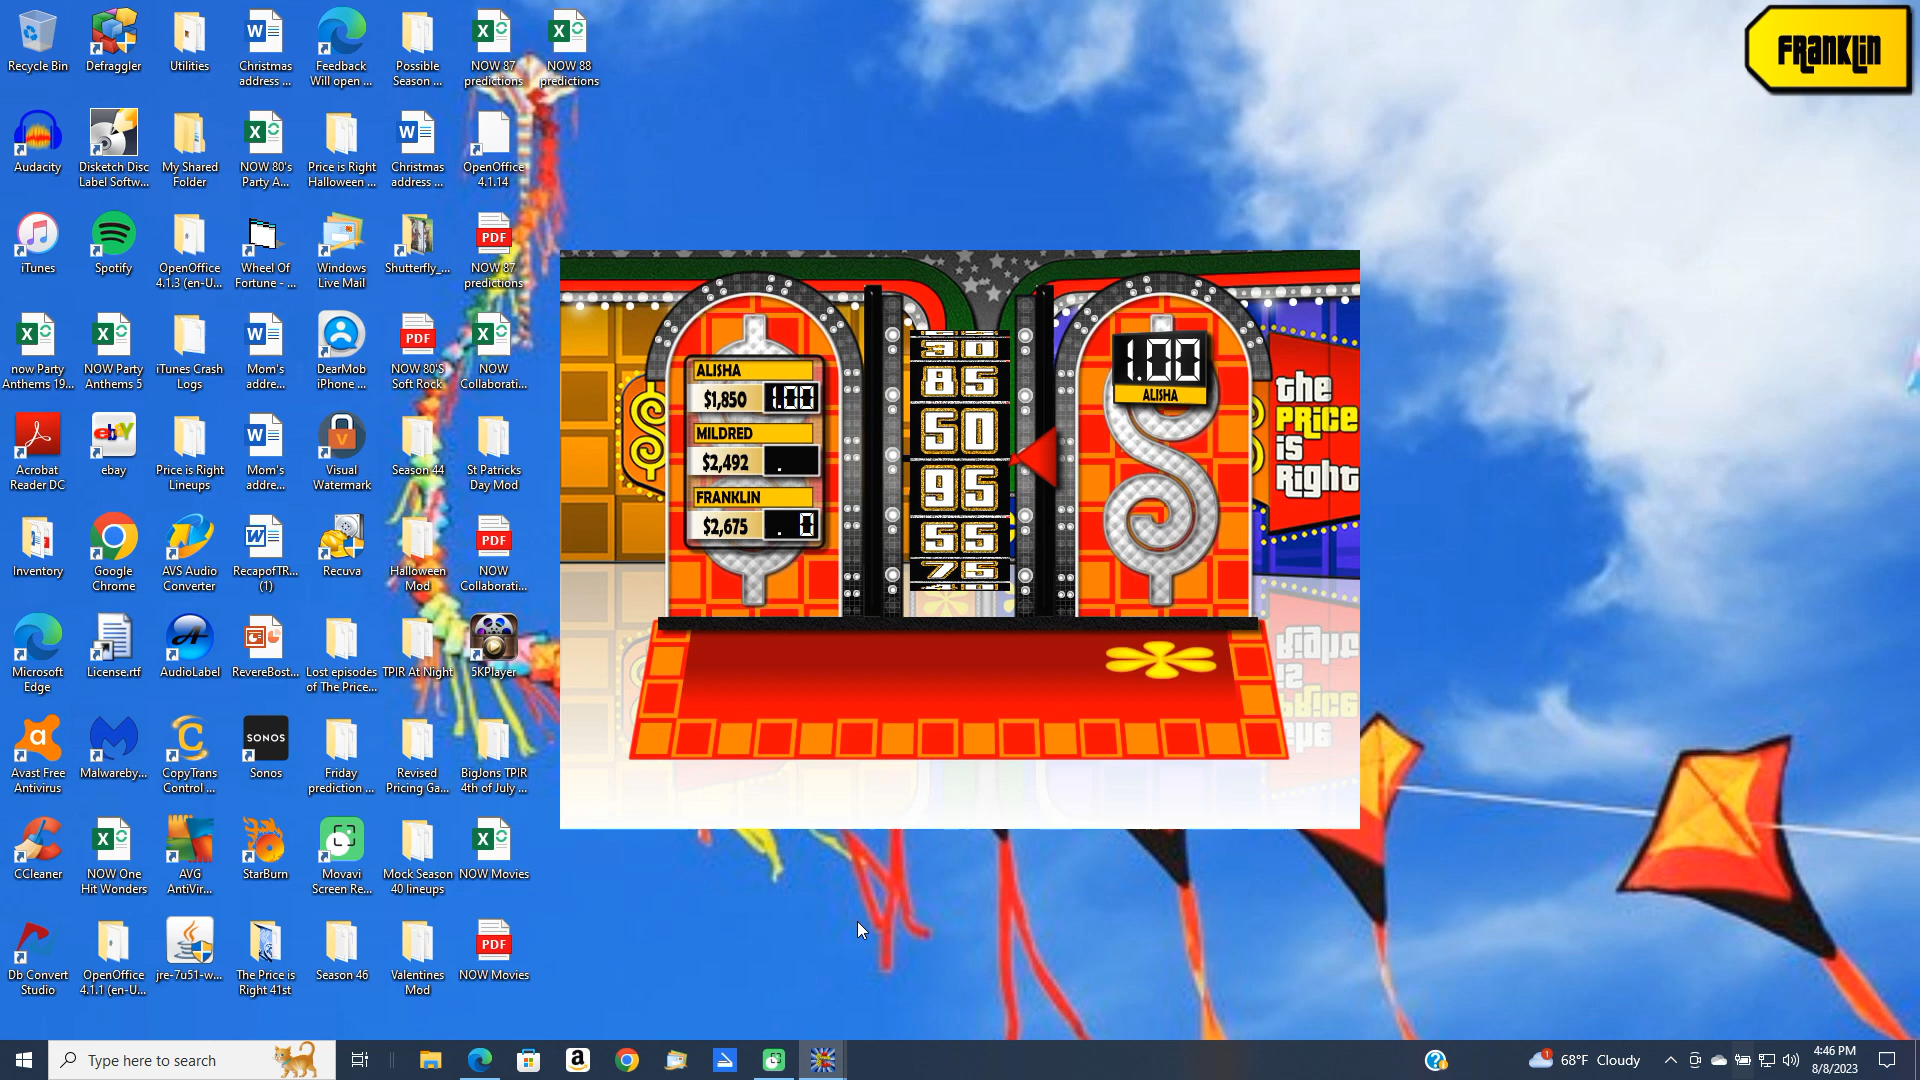 Recycle Bin
Defraggler
Utilities
Christmas
address ...
Feedback
Will open ...
Possible
Season ...
NOW 87
predictions
NOW 88
predictions
Audacity
Disketch Disc
Label Softw...
My Shared
Folder
NOW 80's
Party A...
Price is Right
Halloween ...
Christmas
address ...
OpenOffice
4.1.14
iTunes
Spotify
OpenOffice
4.1.3 (en-U...
Wheel Of
Fortune - ...
Windows
Live Mail
Shutterfly_...
PDF
NOW 87
predictions
now Party
Anthems 19...
NOW Party
Anthems 5
iTunes Crash
Logs
Mom's
addre...
DearMob
iPhone ...
PDF
NOW 80'S
Soft Rock
NOW
Collaborati...
Acrobat
Reader DC
ebay
ebay
Price is Right
Lineups
Mom's
addre...
Visual
Watermark
Season 44
St Patricks
Day Mod
Inventory
Google
Chrome
AVS Audio
Converter
RecapofTR...
(1)
Recuva
Halloween
Mod
PDF
NOW
Collaborati...
Microsoft
Edge
License.rtf
AudioLabel
RevereBost...
Lost episodes
of The Price...
TPIR At Night
5KPlayer
Avast Free
Antivirus
Malwareby...
CopyTrans
Control ...
SONOS
Sonos
Friday
prediction ...
Revised
Pricing Ga...
BigJons TPIR
4th of July ...
CCleaner
NOW One
Hit Wonders
AVG
AntiVir...
StarBurn
Movavi
Screen Re...
Mock Season
40 lineups
NOW Movies
Db Convert
Studio
OpenOffice
4.1.1 (en-U...
jre-7u51-w...
The Price is
Right 41st
Season 46
Valentines
Mod
PDF
NOW Movies
FRANKLIN
ALISHA
$1,850 1.00
MILDRED
$2,492 .
FRANKLIN
$2,675 . 0
30
85
50
95
55
75
1.00
ALISHA
the
PRICE
is
Right
Type here to search
68°F Cloudy
4:46 PM
8/8/2023